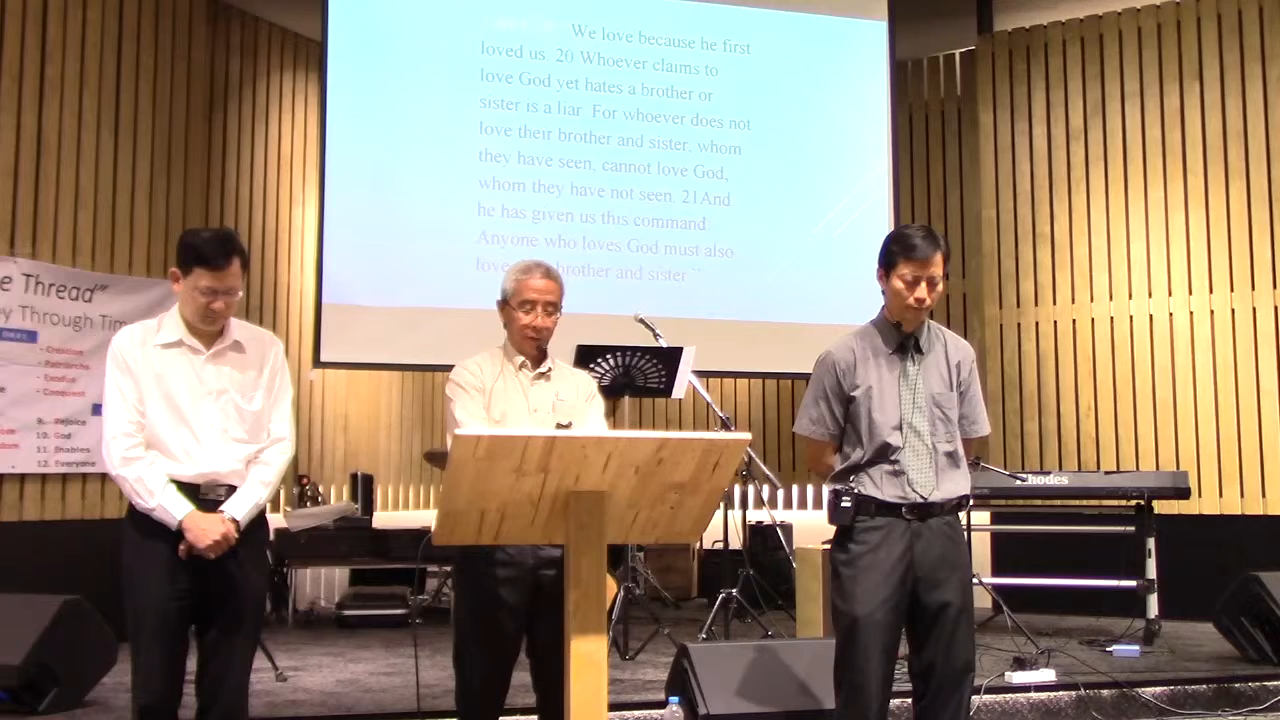 We love because he first
loved us. 20 Whoever claims to
love God yet hates a brother or
sister is a liar. For whoever does not
love their brother and sister, whom
they have seen, cannot love God,
whom they have not seen. 21And
he has given us this command:
Anyone who loves God must also
love brother and sister.
e Thread"
ey Through Tim
- Creation
- Patriarchs
- Exodus
- Conquest
9. Rejoice
10. God
11. Enables
12. Everyone
Rhodes